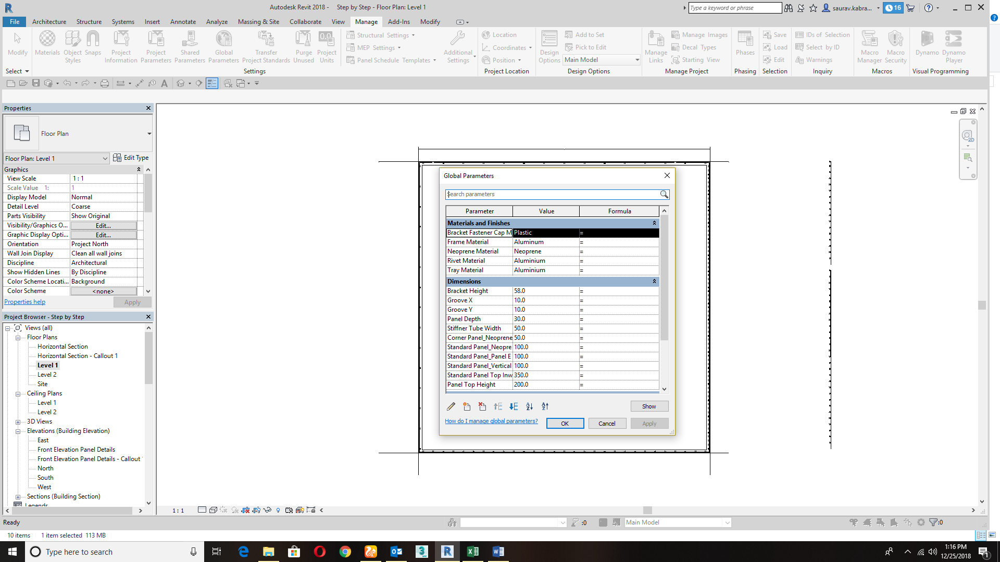 Autodesk Revit 2018 - Step by Step - Floor Plan: Level 1
Type a keyword or phrase
saurav.kabra...
16
File Architecture Structure Systems Insert Annotate Analyze Massing & Site Collaborate View Manage Add-Ins Modify
Modify
Materials
Object Styles
Snaps
Project Information
Project Parameters
Shared Parameters
Global Parameters
Transfer Project Standards
Purge Unused
Project Units
Structural Settings
MEP Settings
Panel Schedule Templates
Additional Settings
Location
Coordinates
Position
Design Options
Add to Set
Pick to Edit
Main Model
Manage Links
Manage Images
Decal Types
Starting View
Phases
Save
Load
Edit
IDs of Selection
Select by ID
Warnings
Macro Manager
Macro Security
Dynamo
Dynamo Player
Select
Settings
Project Location
Design Options
Manage Project
Phasing
Selection
Inquiry
Macros
Visual Programming
Properties
Floor Plan
Floor Plan: Level 1
Edit Type
Graphics
View Scale 1 : 1
Scale Value 1: 1
Display Model Normal
Detail Level Coarse
Parts Visibility Show Original
Visibility/Graphics O... Edit...
Graphic Display Opti... Edit...
Orientation Project North
Wall Join Display Clean all wall joins
Discipline Architectural
Show Hidden Lines By Discipline
Color Scheme Locati... Background
Color Scheme <none>
Properties help
Apply
Project Browser - Step by Step
Views (all)
Floor Plans
Horizontal Section
Horizontal Section - Callout 1
Level 1
Level 2
Site
Ceiling Plans
Level 1
Level 2
3D Views
Elevations (Building Elevation)
East
Front Elevation Panel Details
Front Elevation Panel Details - Callout
North
South
West
Sections (Building Section)
Legends
2D
Global Parameters
Search parameters
Parameter Value Formula
Materials and Finishes
Bracket Fastener Cap M Plastic =
Frame Material Aluminum =
Neoprene Material Neoprene =
Rivet Material Aluminium =
Tray Material Aluminium =
Dimensions
Bracket Height 58.0 =
Groove X 10.0 =
Groove Y 10.0 =
Panel Depth 30.0 =
Stiffner Tube Width 50.0 =
Corner Panel_Neoprene 50.0 =
Standard Panel_Neopre 100.0 =
Standard Panel_Panel E 100.0 =
Standard Panel_Vertical 100.0 =
Standard Panel Top Inw 350.0 =
Panel Top Height 200.0 =
Show
How do I manage global parameters?
OK
Cancel
Apply
1 : 1
Ready
:0
Main Model
:0
10 items 1 item selected 113 MB
Type here to search
1:16 PM
12/25/2018
1